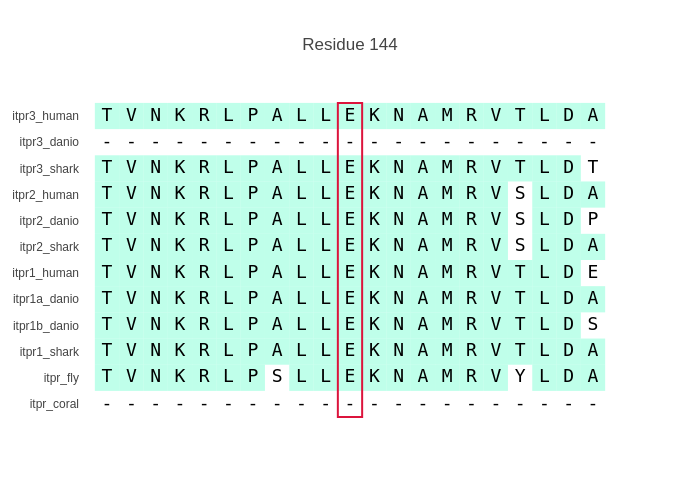 Residue 144
itpr3_human T V N K R L P A L L E K N A M R V T L D A
itpr3_danio - - - - - - - - - - - - - - - - - - - - -
itpr3_shark T V N K R L P A L L E K N A M R V T L D T
itpr2_human T V N K R L P A L L E K N A M R V S L D A
itpr2_danio T V N K R L P A L L E K N A M R V S L D P
itpr2_shark T V N K R L P A L L E K N A M R V S L D A
itpr1_human T V N K R L P A L L E K N A M R V T L D E
itpr1a_danio T V N K R L P A L L E K N A M R V T L D A
itpr1b_danio T V N K R L P A L L E K N A M R V T L D S
itpr1_shark T V N K R L P A L L E K N A M R V T L D A
itpr_fly T V N K R L P S L L E K N A M R V Y L D A
itpr_coral - - - - - - - - - - - - - - - - - - - - -